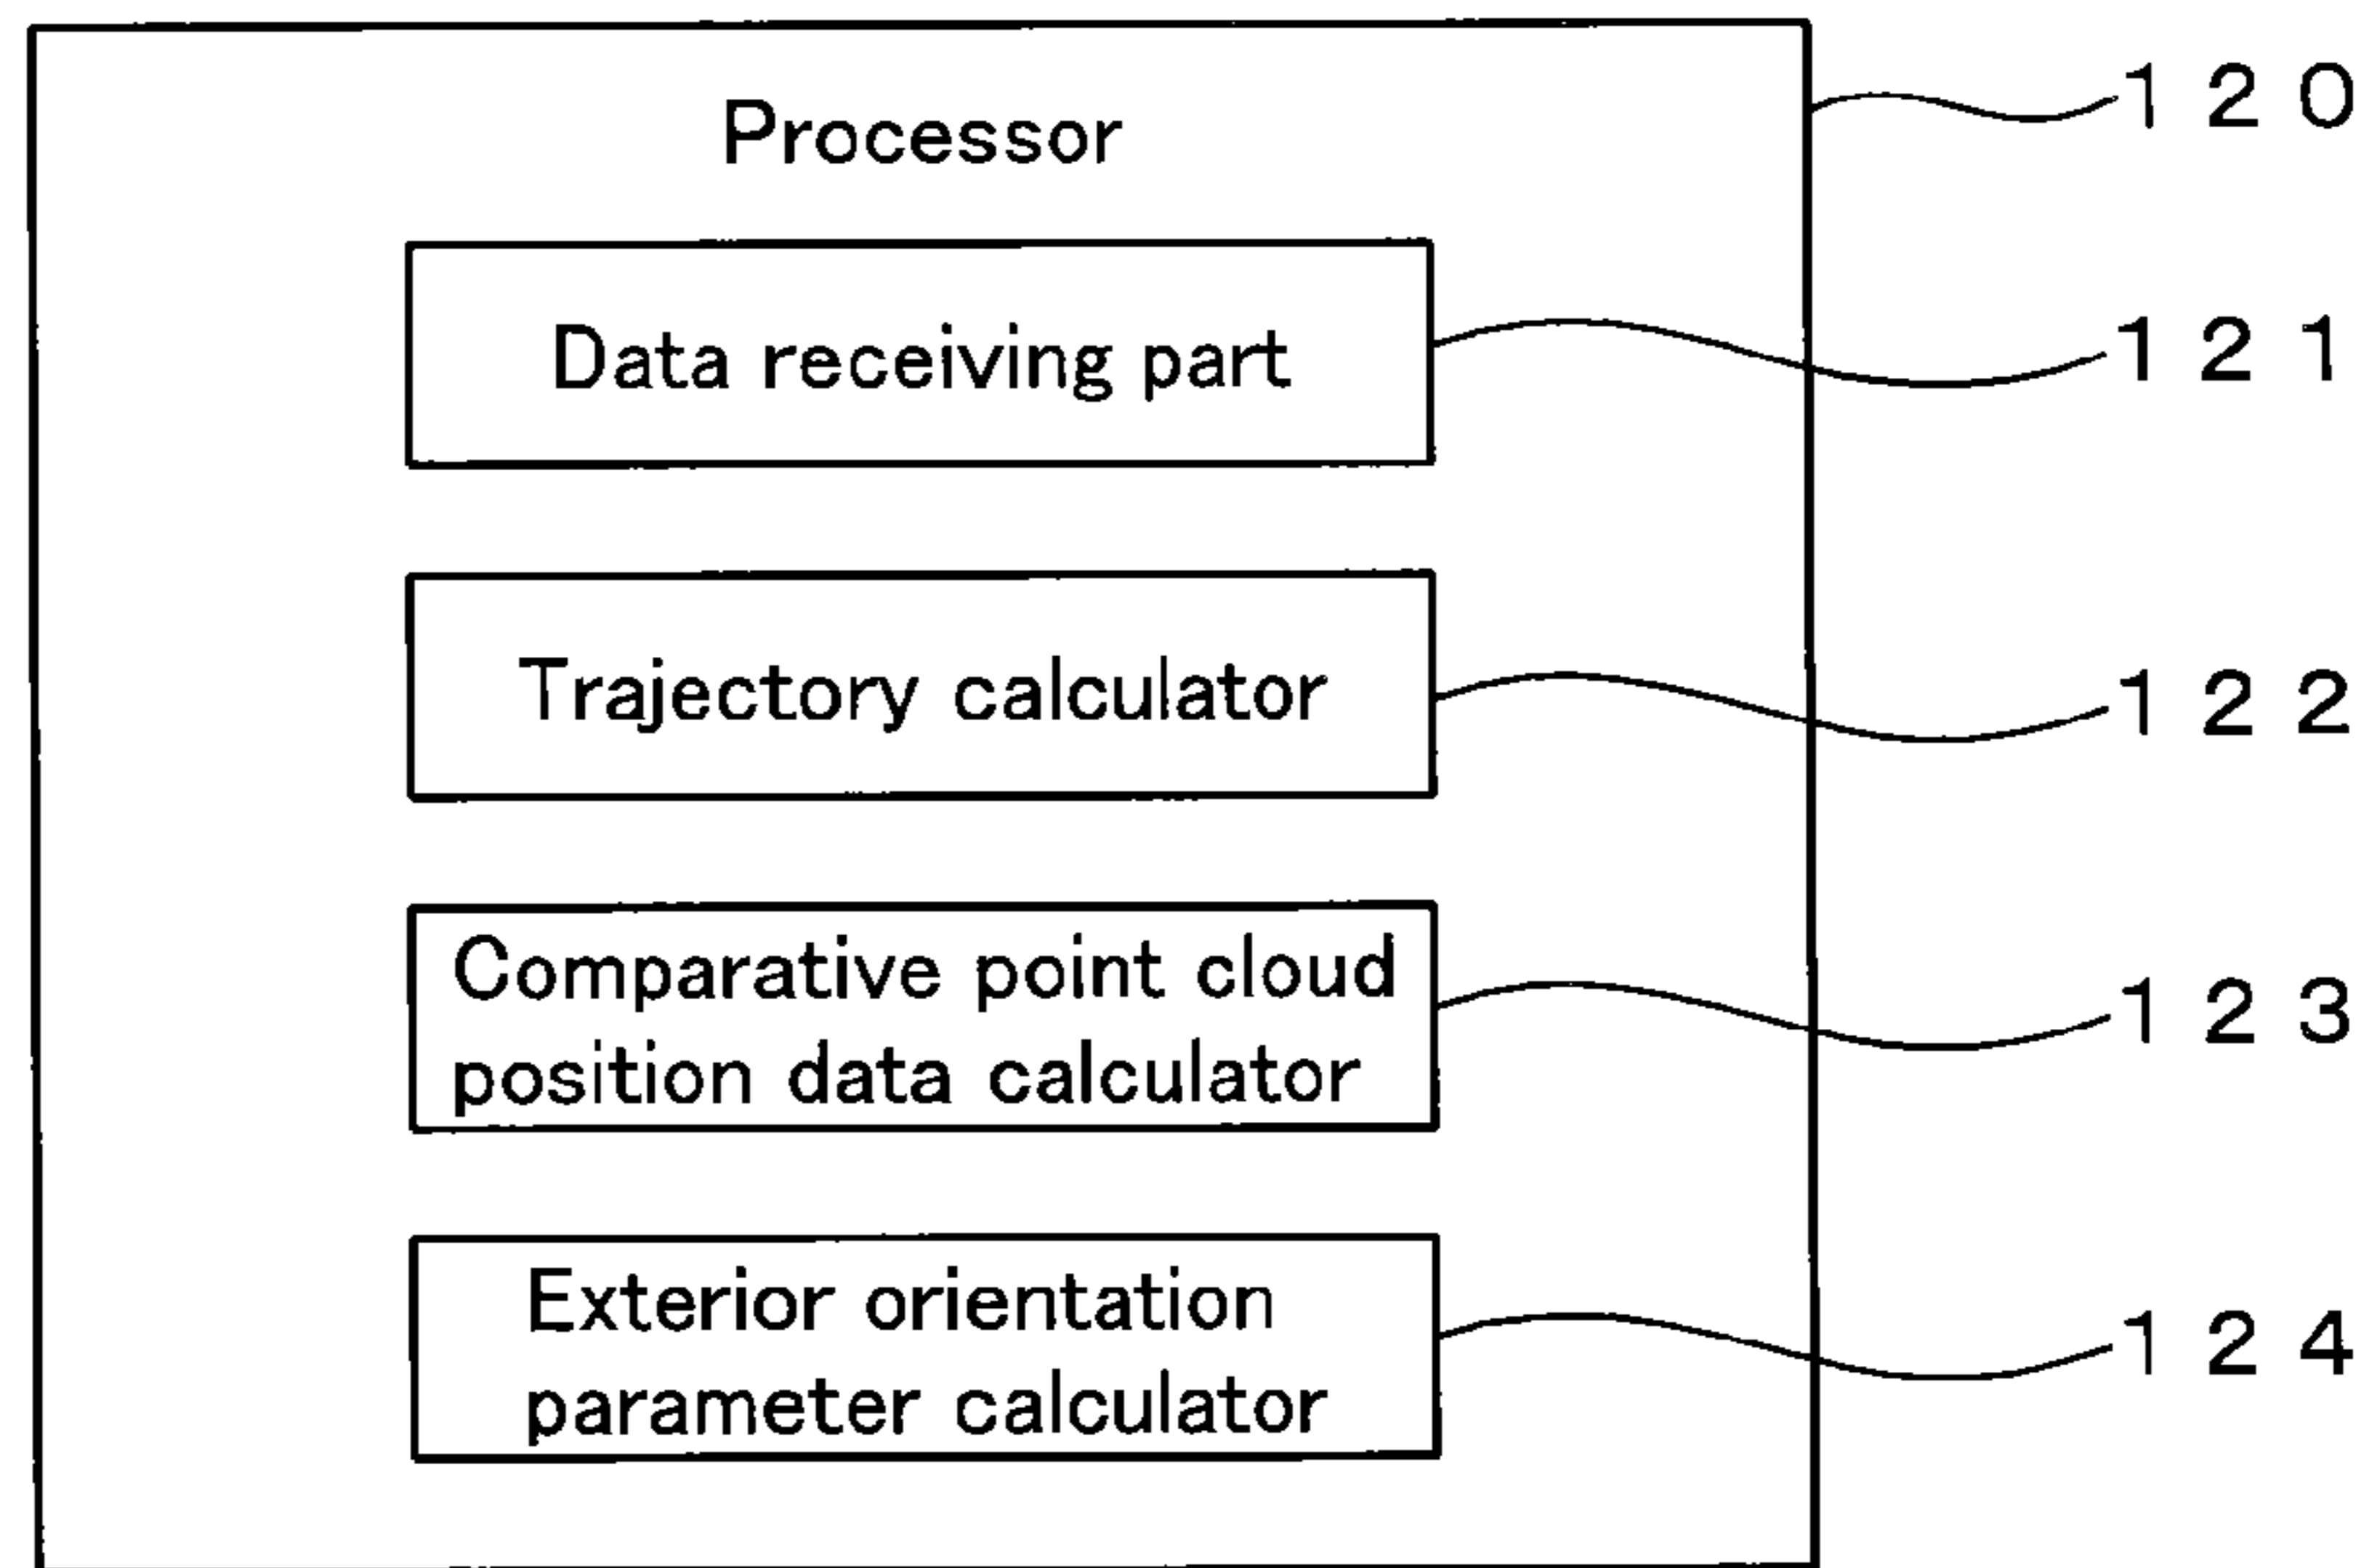 Processor
120
Data receiving part
121
Trajectory calculator
122
Comparative point cloud
position data calculator
123
Exterior orientation
parameter calculator
124